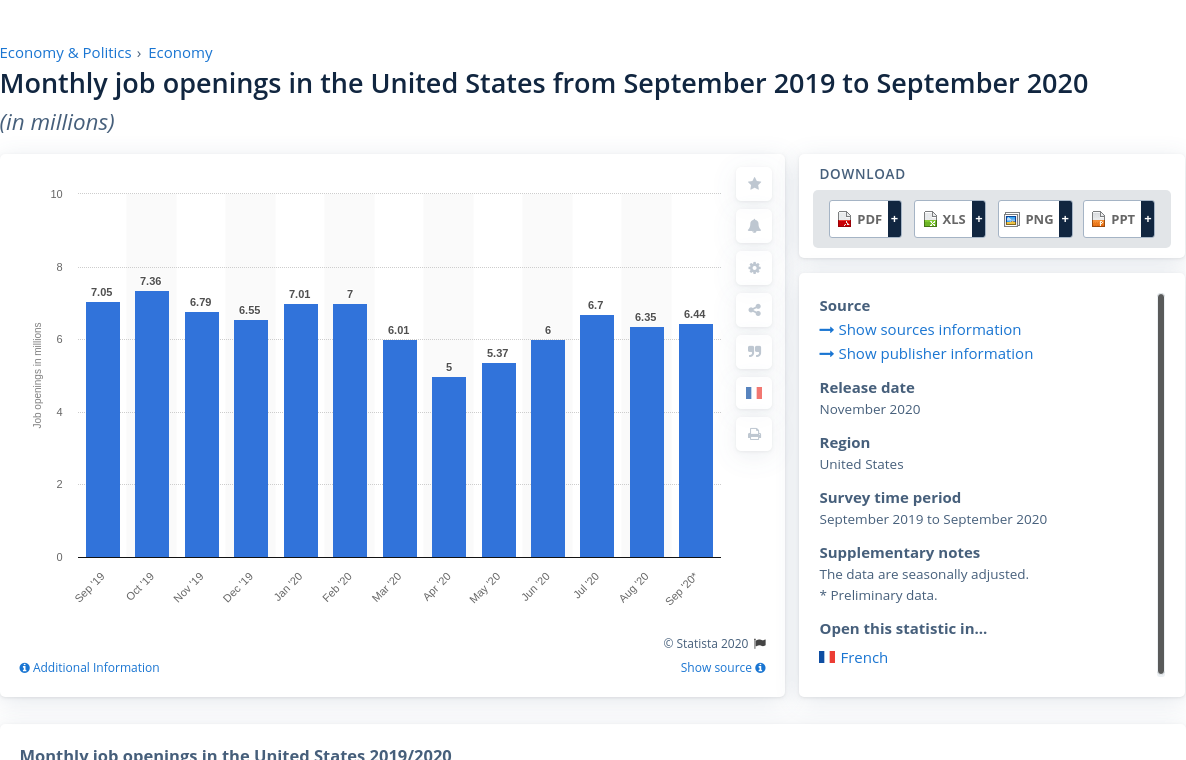 Economy & Politics › Economy
Monthly job openings in the United States from September 2019 to September 2020
(in millions)
10
8
6
4
2
0
Job openings in millions
7.05
7.36
6.79
6.55
7.01
7
6.01
5
5.37
6
6.7
6.35
6.44
Sep '19
Oct '19
Nov '19
Dec '19
Jan '20
Feb '20
Mar '20
Apr '20
May '20
Jun '20
Jul '20
Aug '20
Sep '20*
© Statista 2020
Additional Information
Show source
DOWNLOAD
PDF +
XLS +
PNG +
PPT +
Source
Show sources information
Show publisher information
Release date
November 2020
Region
United States
Survey time period
September 2019 to September 2020
Supplementary notes
The data are seasonally adjusted.
* Preliminary data.
Open this statistic in...
French
Monthly job openings in the United States 2019/2020